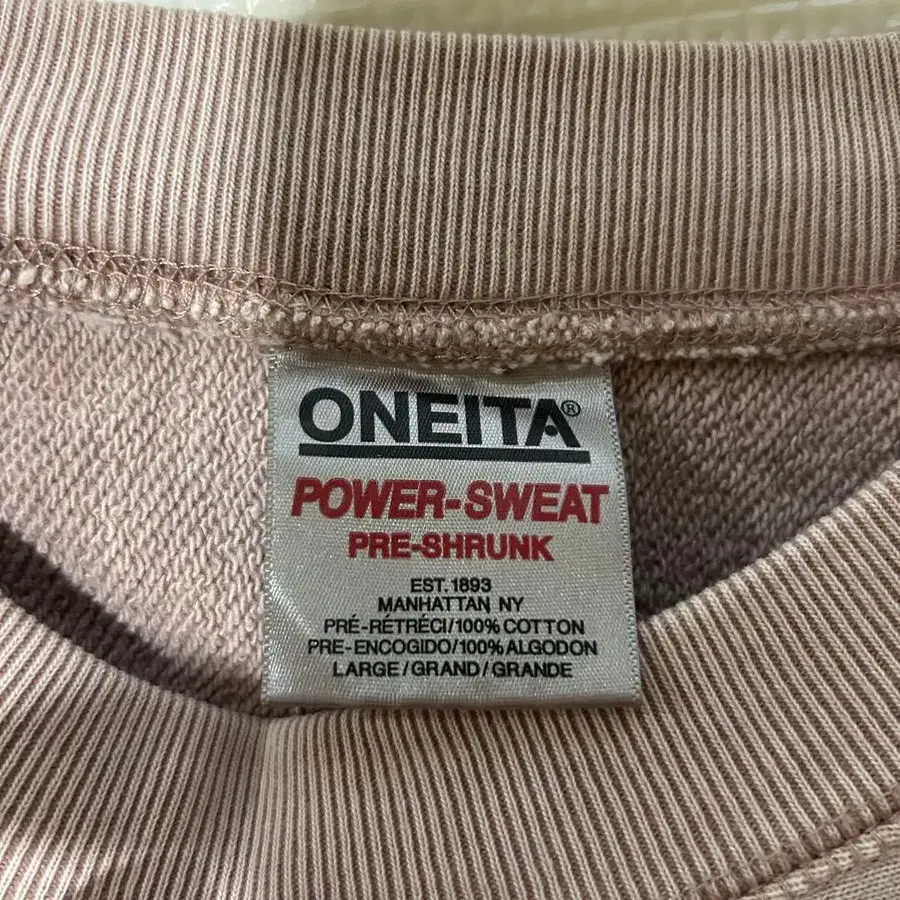 ONEITA®
POWER-SWEAT
PRE-SHRUNK
EST.1893
MANHATTAN NY
PRÉ-RÉTRÉCI/100% COTTON
PRE-ENCOGIDO/100% ALGODON
LARGE/GRAND/GRANDE